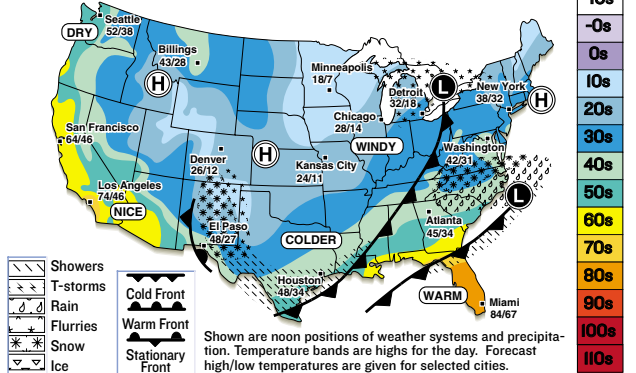 Seattle
52/38
DRY
Billings
43/28
H
Minneapolis
18/7
Detroit
32/18
L
New York
38/32
H
San Francisco
64/46
Chicago
28/14
WINDY
Washington
42/31
Denver
26/12
H
Kansas City
24/11
Los Angeles
74/46
NICE
L
El Paso
48/27
COLDER
Atlanta
45/34
Houston
48/34
WARM
Miami
84/67
Showers
T-storms
Rain
Flurries
Snow
Ice
Cold Front
Warm Front
Stationary
Front
Shown are noon positions of weather systems and precipita-
tion. Temperature bands are highs for the day. Forecast
high/low temperatures are given for selected cities.
-0s
0s
10s
20s
30s
40s
50s
60s
70s
80s
90s
100s
110s